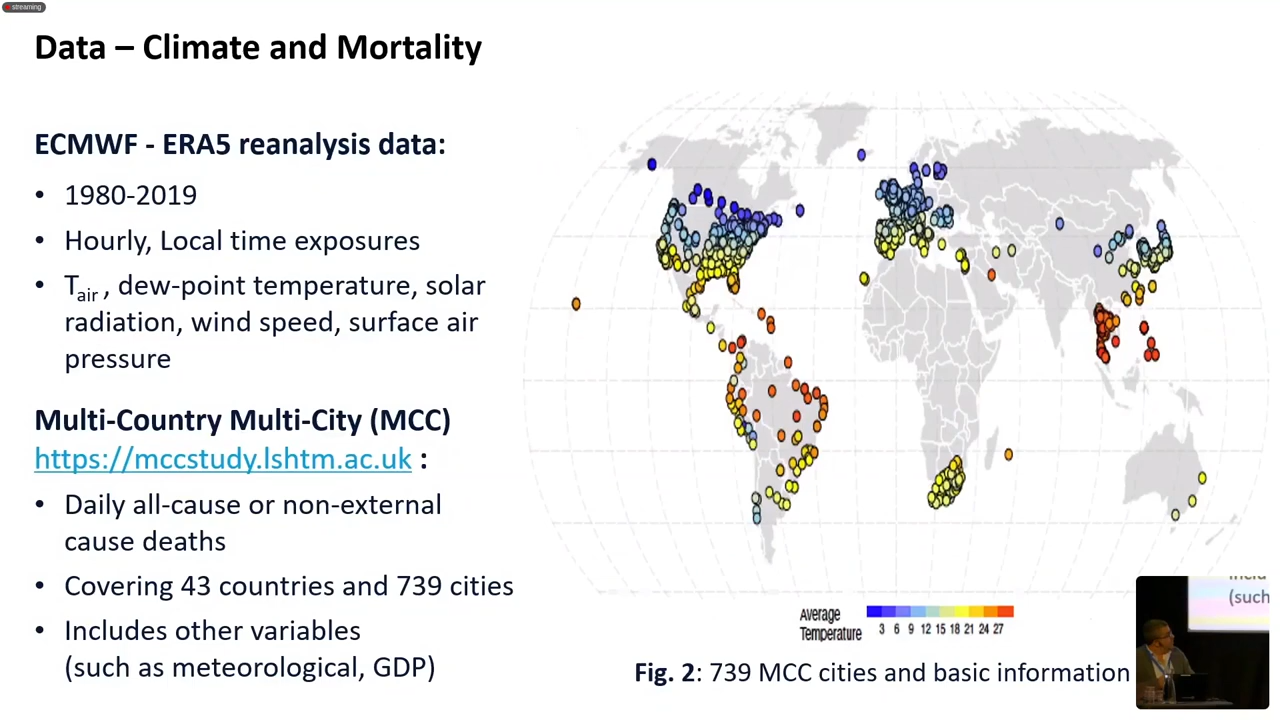 streaming
Data – Climate and Mortality
ECMWF - ERA5 reanalysis data:
• 1980-2019
• Hourly, Local time exposures
• Tair , dew-point temperature, solar
radiation, wind speed, surface air
pressure
Multi-Country Multi-City (MCC)
https://mccstudy.lshtm.ac.uk :
• Daily all-cause or non-external
cause deaths
• Covering 43 countries and 739 cities
• Includes other variables
(such as meteorological, GDP)
Average
Temperature
3 6 9 12 15 18 21 24 27
Fig. 2: 739 MCC cities and basic information
(such